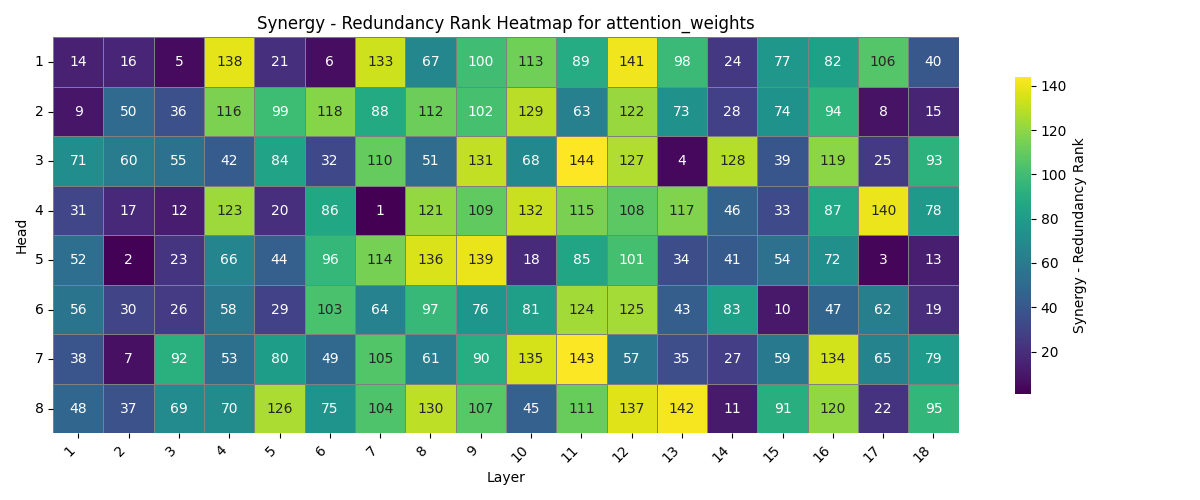 Synergy - Redundancy Rank Heatmap for attention_weights
1 14 16 5 138 21 6 133 67 100 113 89 141 98 24 77 82 106 40
2 9 50 36 116 99 118 88 112 102 129 63 122 73 28 74 94 8 15
3 71 60 55 42 84 32 110 51 131 68 144 127 4 128 39 119 25 93
4 31 17 12 123 20 86 1 121 109 132 115 108 117 46 33 87 140 78
5 52 2 23 66 44 96 114 136 139 18 85 101 34 41 54 72 3 13
6 56 30 26 58 29 103 64 97 76 81 124 125 43 83 10 47 62 19
7 38 7 92 53 80 49 105 61 90 135 143 57 35 27 59 134 65 79
8 48 37 69 70 126 75 104 130 107 45 111 137 142 11 91 120 22 95
1 2 3 4 5 6 7 8 9 10 11 12 13 14 15 16 17 18
Layer
Head
140
120
100
80
60
40
20
Synergy - Redundancy Rank